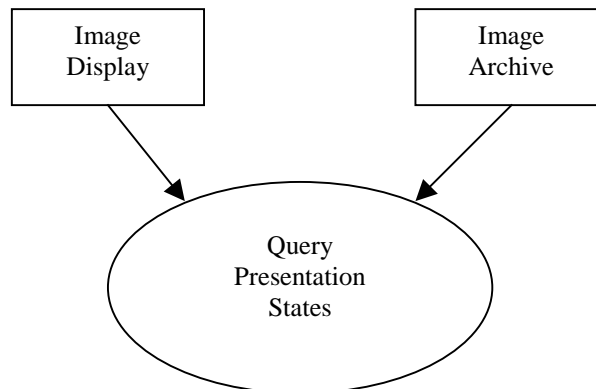 Image
Display
Image
Archive
Query
Presentation
States